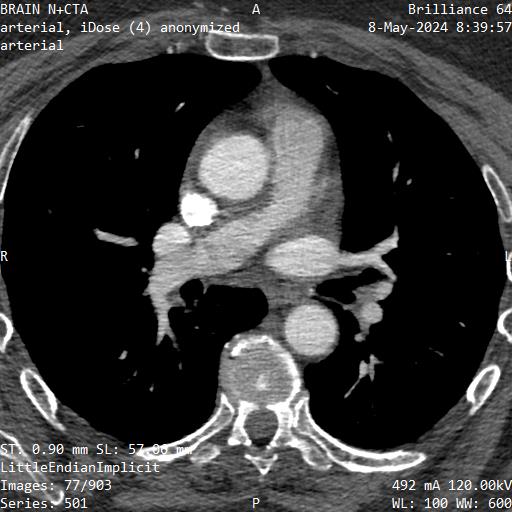 BRAIN N+CTA
arterial, iDose (4) anonymized
arterial
A
Brilliance 64
8-May-2024 8:39:57
R
L
ST: 0.90 mm SL: 57.00 mm
LittleEndianImplicit
Images: 77/903
Series: 501
P
492 mA 120.00kV
WL: 100 WW: 600